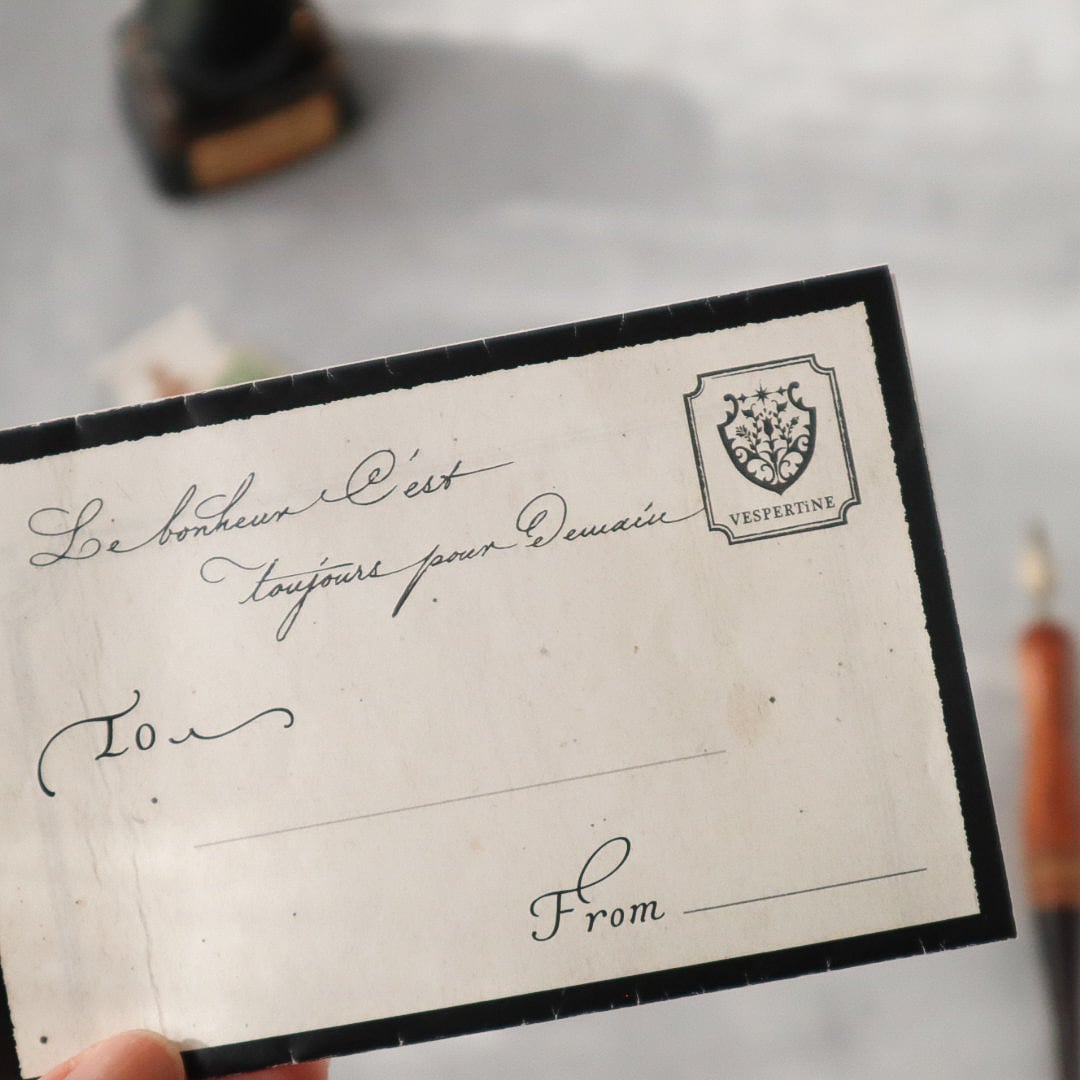 Le bonheur C'est
toujours pour Demain
VESPERTiNE
To
From